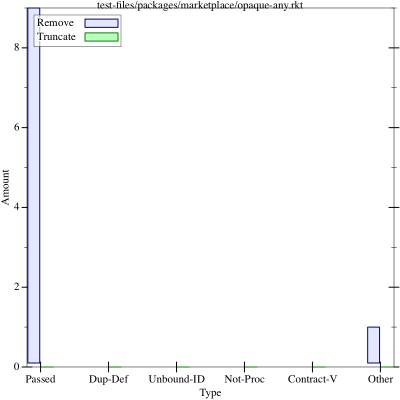 test-files/packages/marketplace/opaque-any.rkt
Remove
Truncate
8
6
4
2
0
Amount
Passed Dup-Def Unbound-ID Not-Proc Contract-V Other
Type